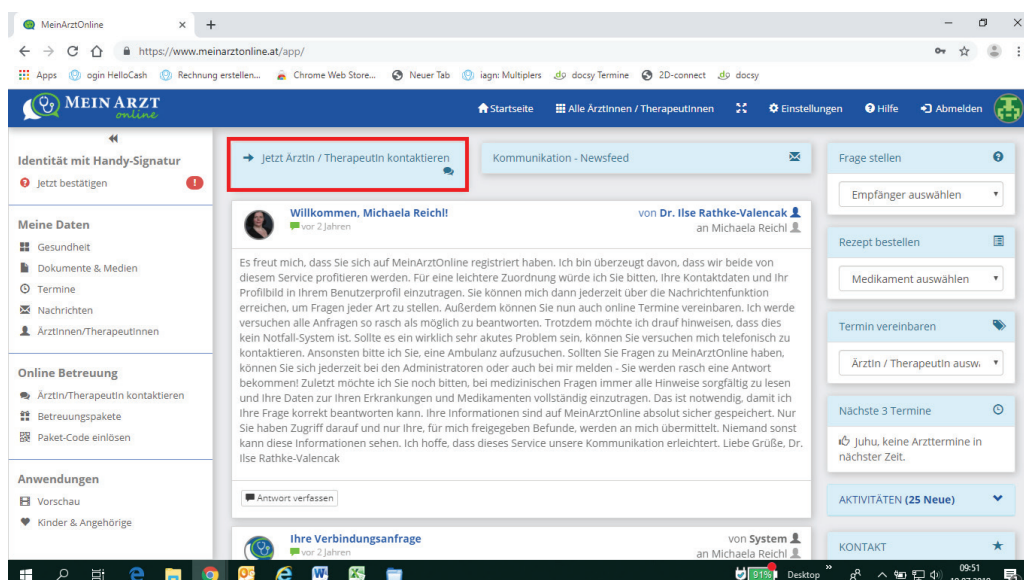 MeinArztOnline
https://www.meinarztonline.at/app/
Apps
ogin HelloCash
Rechnung erstellen...
Chrome Web Store...
Neuer Tab
iagn: Multiplers
docsy Termine
2D-connect
docsy
MEIN ARZT
online
Startseite
Alle ÄrztInnen / TherapeutInnen
Einstellungen
Hilfe
Abmelden
Identität mit Handy-Signatur
Jetzt bestätigen
Meine Daten
Gesundheit
Dokumente & Medien
Termine
Nachrichten
ÄrztInnen/TherapeutInnen
Online Betreuung
ÄrztIn/TherapeutIn kontaktieren
Betreuungspakete
Paket-Code einlösen
Anwendungen
Vorschau
Kinder & Angehörige
Jetzt ÄrztIn / TherapeutIn kontaktieren
Kommunikation - Newsfeed
Willkommen, Michaela Reichl!
vor 2 Jahren
von Dr. Ilse Rathke-Valencak
an Michaela Reichl
Es freut mich, dass Sie sich auf MeinArztOnline registriert haben. Ich bin überzeugt davon, dass wir beide von
diesem Service profitieren werden. Für eine leichtere Zuordnung würde ich Sie bitten, Ihre Kontaktdaten und Ihr
Profilbild in Ihrem Benutzerprofil einzutragen. Sie können mich dann jederzeit über die Nachrichtenfunktion
erreichen, um Fragen jeder Art zu stellen. Außerdem können Sie nun auch online Termine vereinbaren. Ich werde
versuchen alle Anfragen so rasch als möglich zu beantworten. Trotzdem möchte ich drauf hinweisen, dass dies
kein Notfall-System ist. Sollte es ein wirklich sehr akutes Problem sein, können Sie versuchen mich telefonisch zu
kontaktieren. Ansonsten bitte ich Sie, eine Ambulanz aufzusuchen. Sollten Sie Fragen zu MeinArztOnline haben,
können Sie sich jederzeit bei den Administratoren oder auch bei mir melden - Sie werden rasch eine Antwort
bekommen! Zuletzt möchte ich Sie noch bitten, bei medizinischen Fragen immer alle Hinweise sorgfältig zu lesen
und Ihre Daten zur Ihren Erkrankungen und Medikamenten vollständig einzutragen. Das ist notwendig, damit ich
Ihre Frage korrekt beantworten kann. Ihre Informationen sind auf MeinArztOnline absolut sicher gespeichert. Nur
Sie haben Zugriff darauf und nur Ihre, für mich freigegeben Befunde, werden an mich übermittelt. Niemand sonst
kann diese Informationen sehen. Ich hoffe, dass dieses Service unsere Kommunikation erleichtert. Liebe Grüße, Dr.
Ilse Rathke-Valencak
Antwort verfassen
Ihre Verbindungsanfrage
vor 2 Jahren
von System
an Michaela Reichl
Frage stellen
Empfänger auswählen
Rezept bestellen
Medikament auswählen
Termin vereinbaren
ÄrztIn / TherapeutIn ausw
Nächste 3 Termine
Juhu, keine Arzttermine in
nächster Zeit.
AKTIVITÄTEN (25 Neue)
KONTAKT
91%
Desktop
09:51